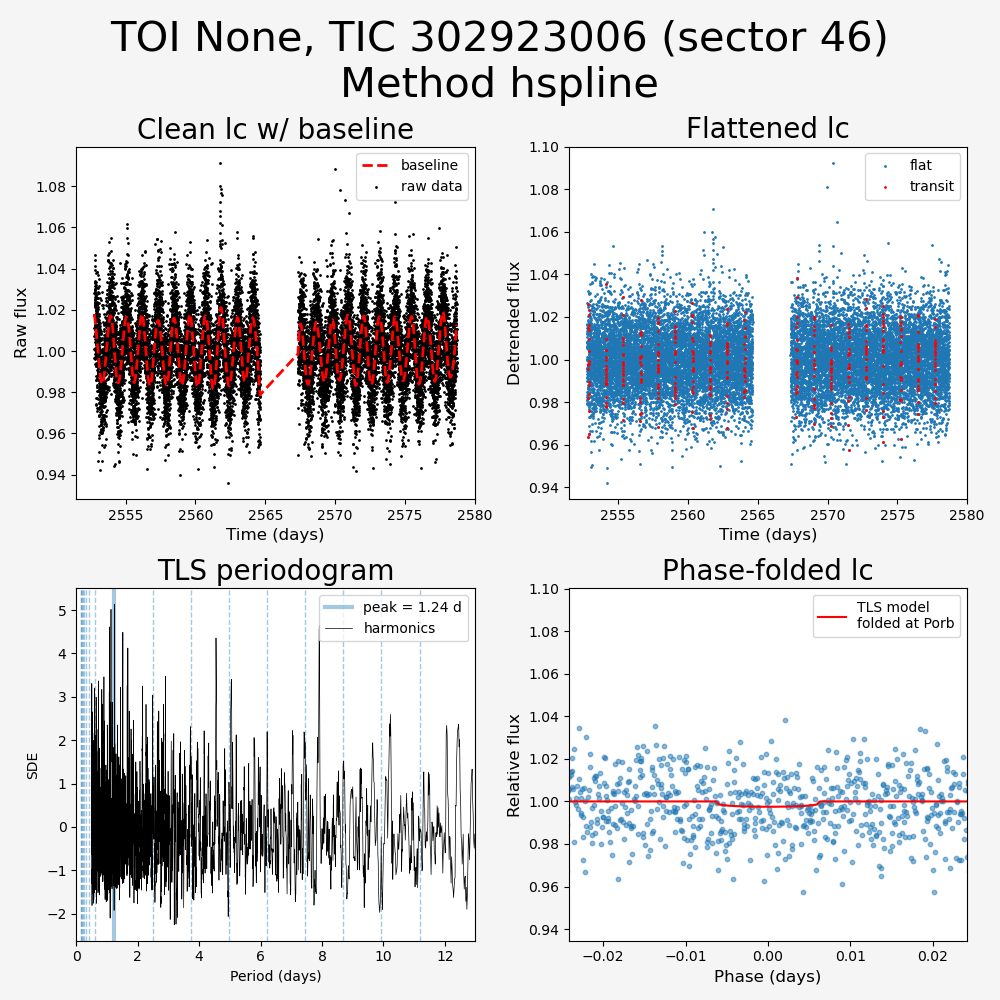 TOI None, TIC 302923006 (sector 46)
Method hspline
Clean lc w/ baseline
Raw flux
1.08
1.06
1.04
1.02
1.00
0.98
0.96
0.94
baseline
raw data
2555
2560
2565
2570
2575
2580
Time (days)
Flattened lc
Detrended flux
1.10
1.08
1.06
1.04
1.02
1.00
0.98
0.96
0.94
flat
transit
2555
2560
2565
2570
2575
2580
Time (days)
TLS periodogram
SDE
5
4
3
2
1
0
−1
−2
peak = 1.24 d
harmonics
0
2
4
6
8
10
12
Period (days)
Phase-folded lc
Relative flux
1.10
1.08
1.06
1.04
1.02
1.00
0.98
0.96
0.94
TLS model
folded at Porb
−0.02
−0.01
0.00
0.01
0.02
Phase (days)